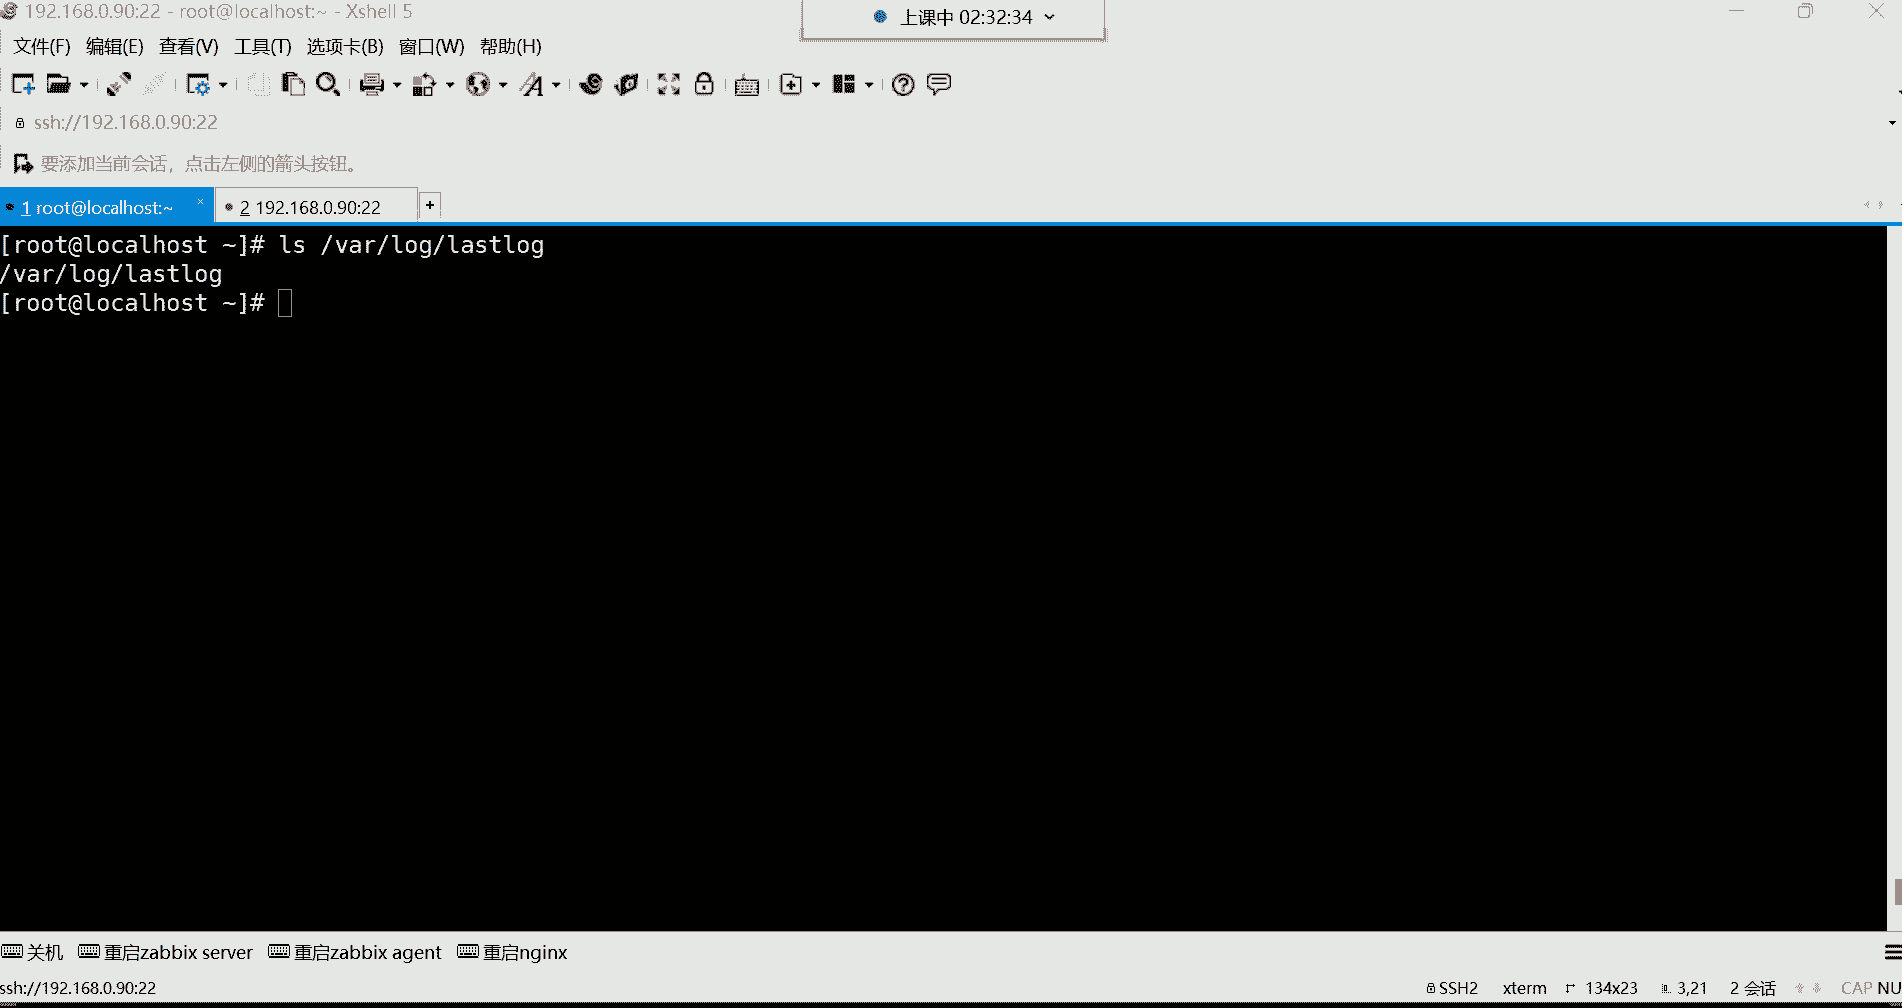 192.168.0.90:22 - root@localhost:~ - Xshell 5
上课中 02:32:34
文件(F) 编辑(E) 查看(V) 工具(T) 选项卡(B) 窗口(W) 帮助(H)
ssh://192.168.0.90:22
要添加当前会话，点击左侧的箭头按钮。
1 root@localhost:~ × 2 192.168.0.90:22 +
[root@localhost ~]# ls /var/log/lastlog
/var/log/lastlog
[root@localhost ~]#
关机 重启zabbix server 重启zabbix agent 重启nginx
ssh://192.168.0.90:22 SSH2 xterm 134x23 3,21 2 会话 CAP NU